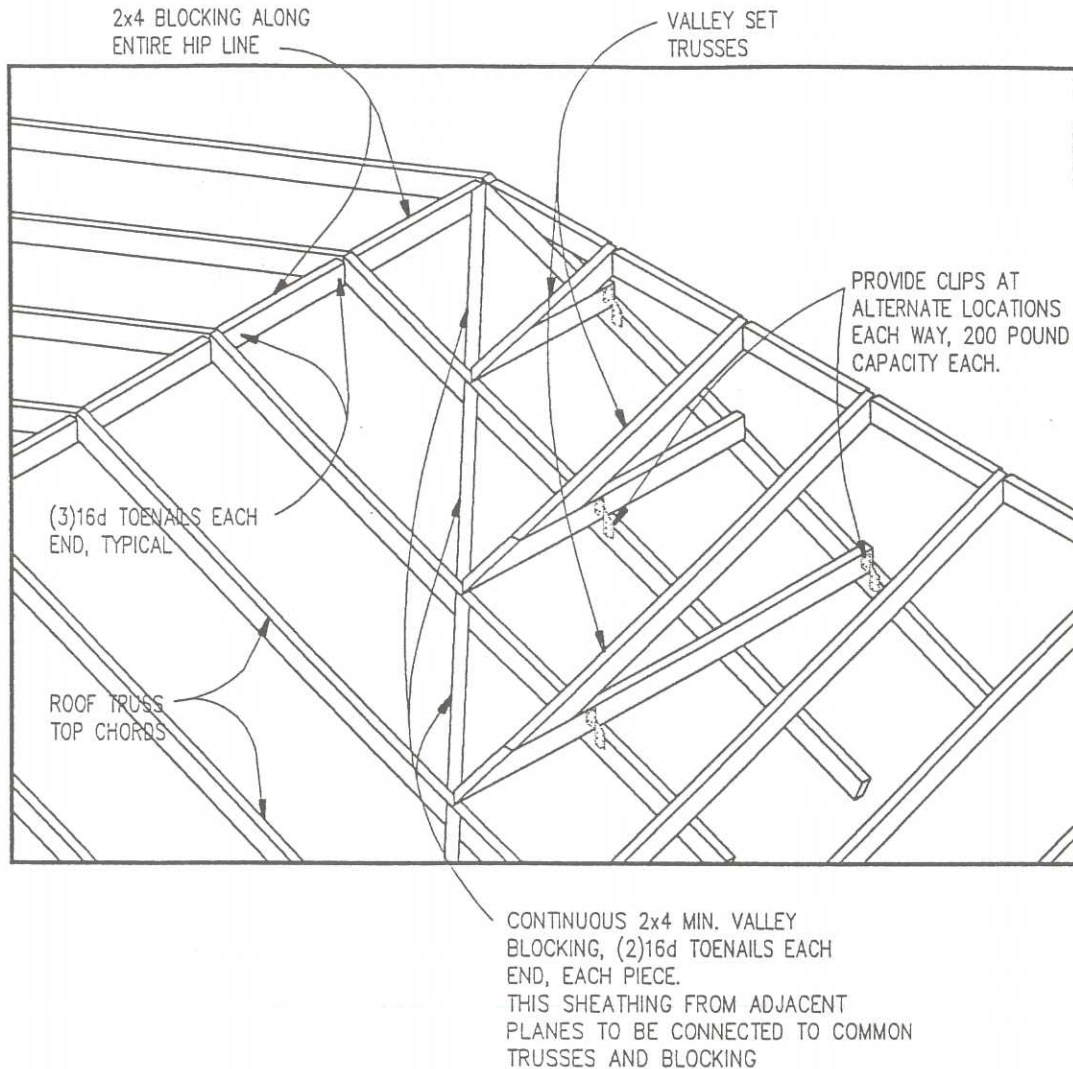 2x4 BLOCKING ALONG
ENTIRE HIP LINE
VALLEY SET
TRUSSES
PROVIDE CLIPS AT
ALTERNATE LOCATIONS
EACH WAY, 200 POUND
CAPACITY EACH.
(3)16d TOENAILS EACH
END, TYPICAL
ROOF TRUSS
TOP CHORDS
CONTINUOUS 2x4 MIN. VALLEY
BLOCKING, (2)16d TOENAILS EACH
END, EACH PIECE.
THIS SHEATHING FROM ADJACENT
PLANES TO BE CONNECTED TO COMMON
TRUSSES AND BLOCKING